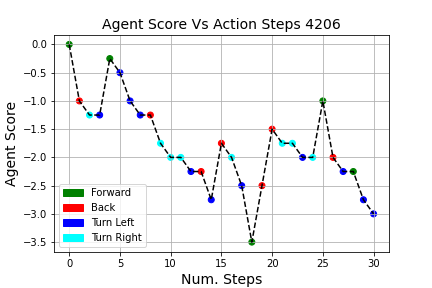 Agent Score Vs Action Steps 4206
0.0
−0.5
−1.0
−1.5
−2.0
−2.5
−3.0
−3.5
Agent Score
Forward
Back
Turn Left
Turn Right
0 5 10 15 20 25 30
Num. Steps